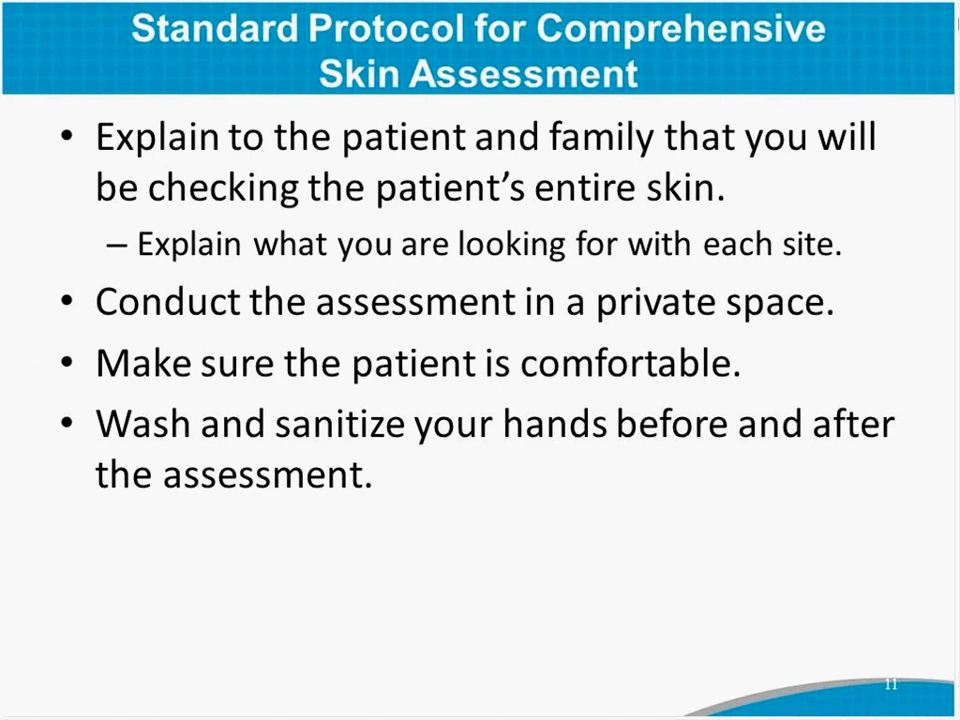 Standard Protocol for Comprehensive
Skin Assessment
• Explain to the patient and family that you will
be checking the patient’s entire skin.
– Explain what you are looking for with each site.
• Conduct the assessment in a private space.
• Make sure the patient is comfortable.
• Wash and sanitize your hands before and after
the assessment.
11